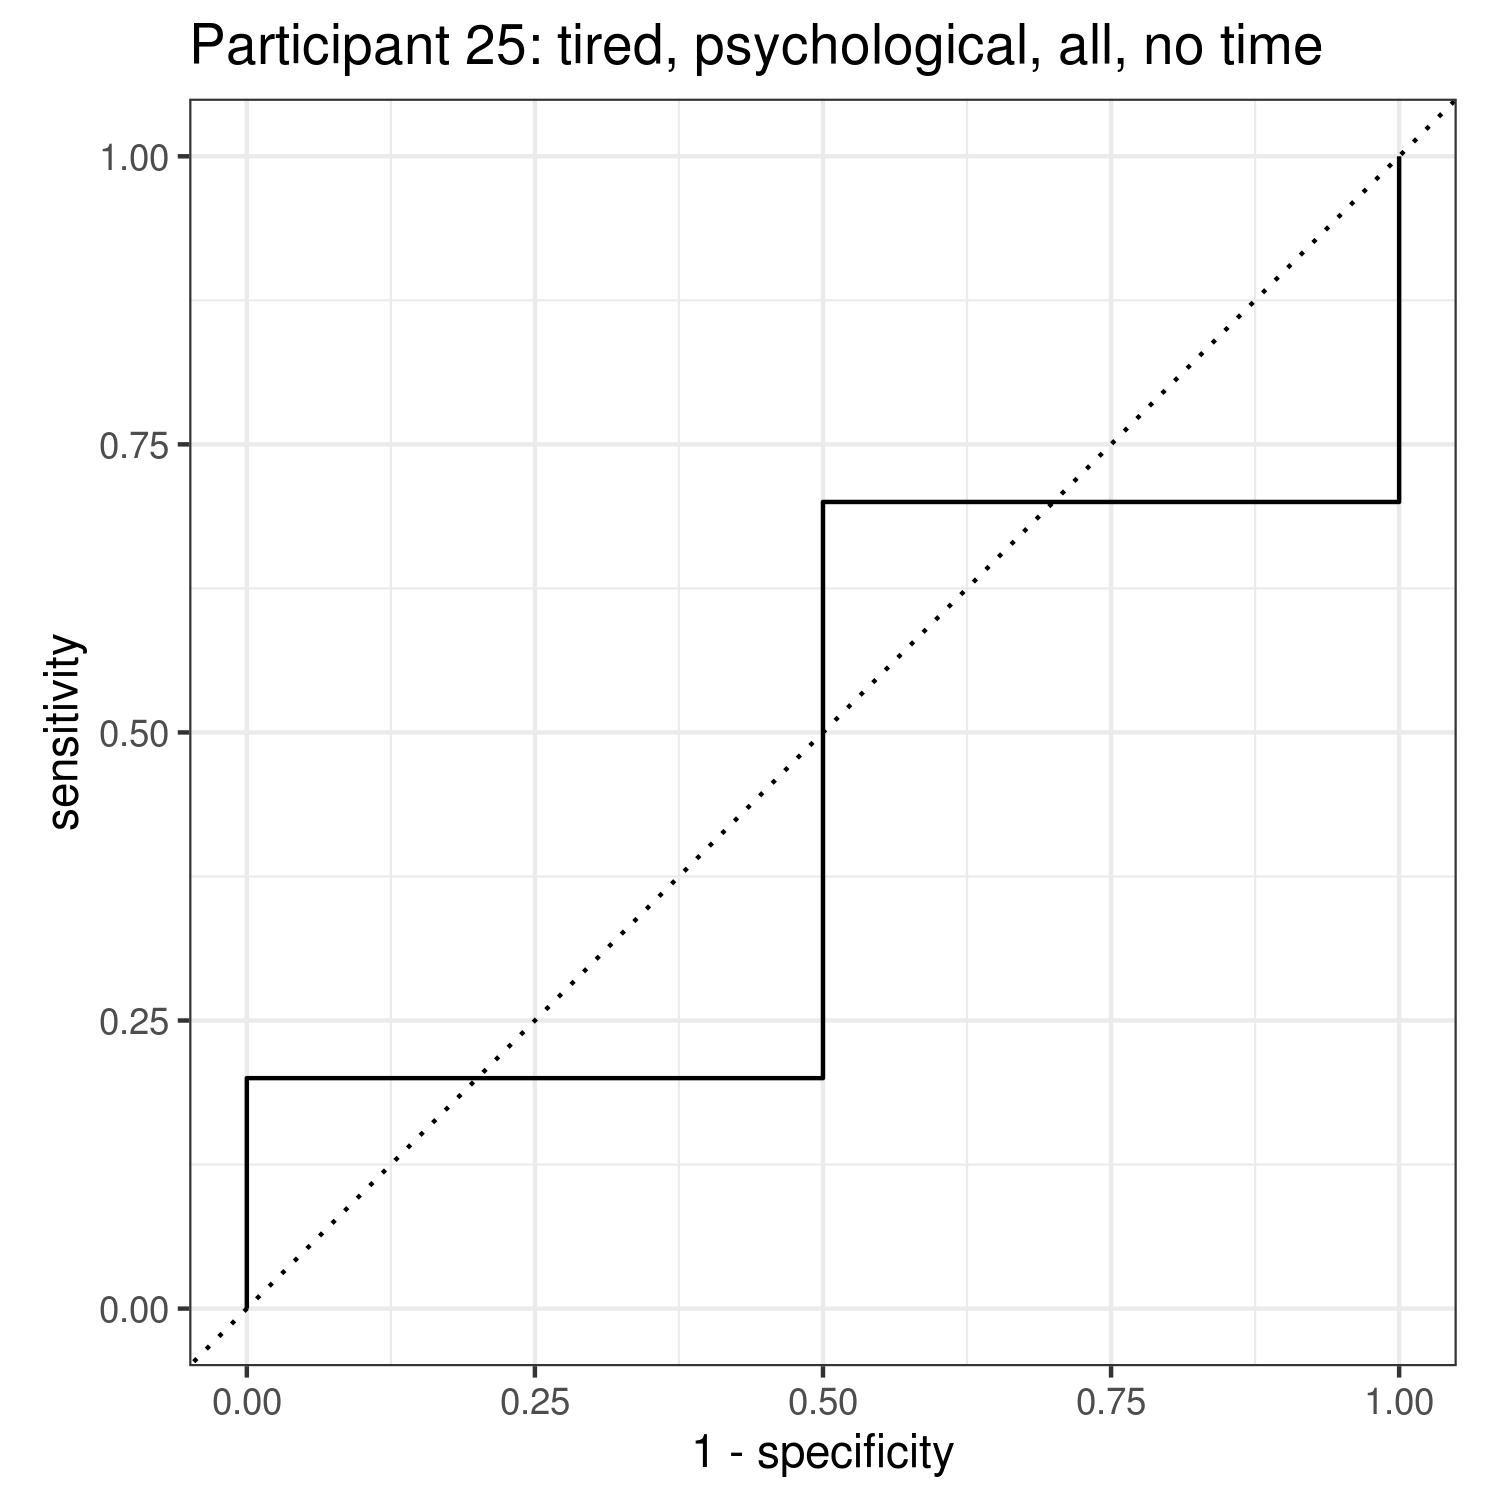 Participant 25: tired, psychological, all, no time
1.00
0.75
0.50
0.25
0.00
sensitivity
0.00 0.25 0.50 0.75 1.00
1 - specificity